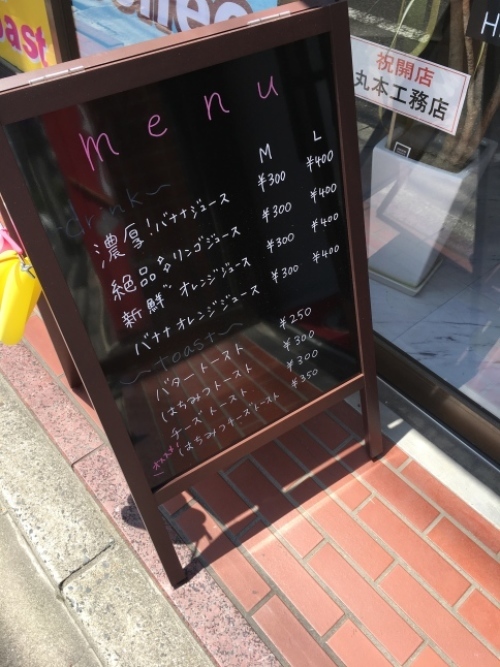 ast
menu
drink
M L
濃厚!バナナジュース ¥300 ¥400
絶品 リンゴジュース ¥300 ¥400
新鮮 オレンジジュース ¥300 ¥400
バナナオレンジジュース ¥300 ¥400
〜toast〜
バタートースト ¥250
はちみつトースト ¥300
チーズトースト ¥300
はちみつチーズトースト ¥350
祝開店
丸本工務店
H